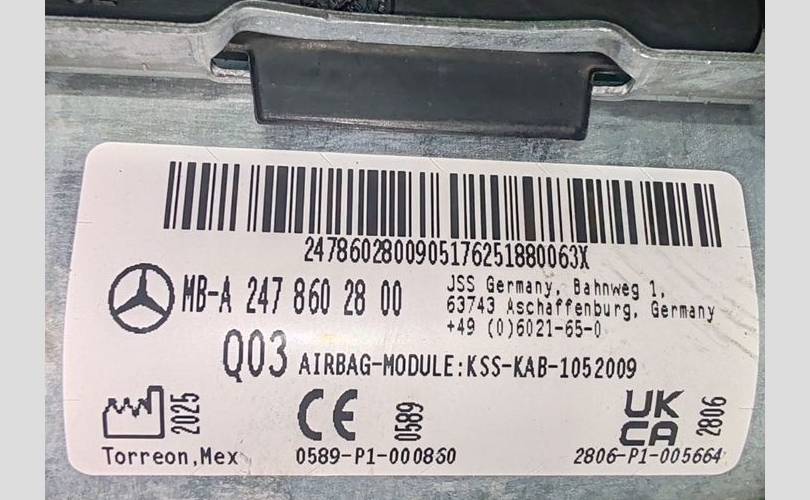 2478602800905176251880063X
MB-A 247 860 28 00
JSS Germany, Bahnweg 1,
63743 Aschaffenburg, Germany
+49 (0)6021-65-0
Q03 AIRBAG-MODULE:KSS-KAB-1052009
2025
CE 0589
UK
CA 2806
Torreon,Mex
0589-P1-000860
2806-P1-005664